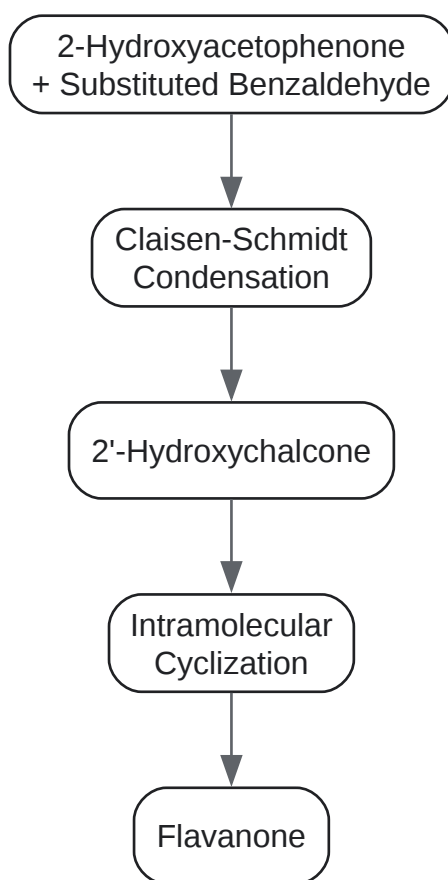 2-Hydroxyacetophenone
+ Substituted Benzaldehyde
Claisen-Schmidt
Condensation
2'-Hydroxychalcone
Intramolecular
Cyclization
Flavanone